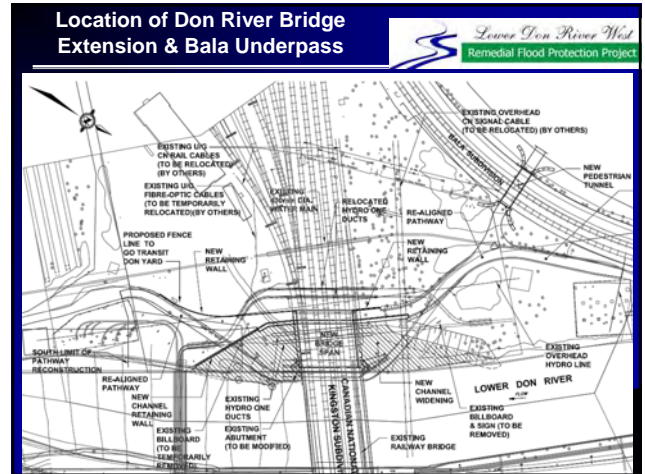 Location of Don River Bridge
Extension & Bala Underpass
Lower Don River West
Remedial Flood Protection Project
EXISTING OVERHEAD
CN SIGNAL CABLE
(TO BE RELOCATED) (BY OTHERS)
BALA SUBDIVISION
EXISTING U/G
CN RAIL CABLES
(TO BE RELOCATED)
(BY OTHERS)
NEW
PEDESTRIAN
TUNNEL
EXISTING U/G
FIBRE-OPTIC CABLES
(TO BE TEMPORARILY
RELOCATED)(BY OTHERS)
EXISTING
DIA.
WATER MAIN
RELOCATED
HYDRO ONE
DUCTS
RE-ALIGNED
PATHWAY
PROPOSED FENCE
LINE TO
GO TRANSIT
DON YARD
NEW
RETAINING
WALL
NEW
RETAINING
WALL
NEW
BRIDGE
SPAN
SOUTH LIMIT OF
PATHWAY
RECONSTRUCTION
EXISTING
OVERHEAD
HYDRO LINE
RE-ALIGNED
PATHWAY
NEW
CHANNEL
RETAINING
WALL
EXISTING
HYDRO ONE
DUCTS
NEW
CHANNEL
WIDENING
LOWER DON RIVER
FLOW
EXISTING
BILLBOARD
(TO BE
TEMPORARILY
REMOVED)
EXISTING
ABUTMENT
(TO BE MODIFIED)
KINGSTON SUBDIV
CANADIAN NATIONA
EXISTING
RAILWAY BRIDGE
EXISTING
BILLBOARD
& SIGN (TO BE
REMOVED)